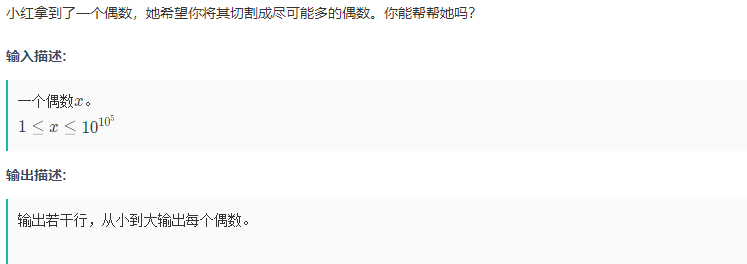 小红拿到了一个偶数，她希望你将其切割成尽可能多的偶数。你能帮帮她吗？
输入描述:
一个偶数x。
1 ≤ x ≤ 10^{10^5}
输出描述:
输出若干行，从小到大输出每个偶数。